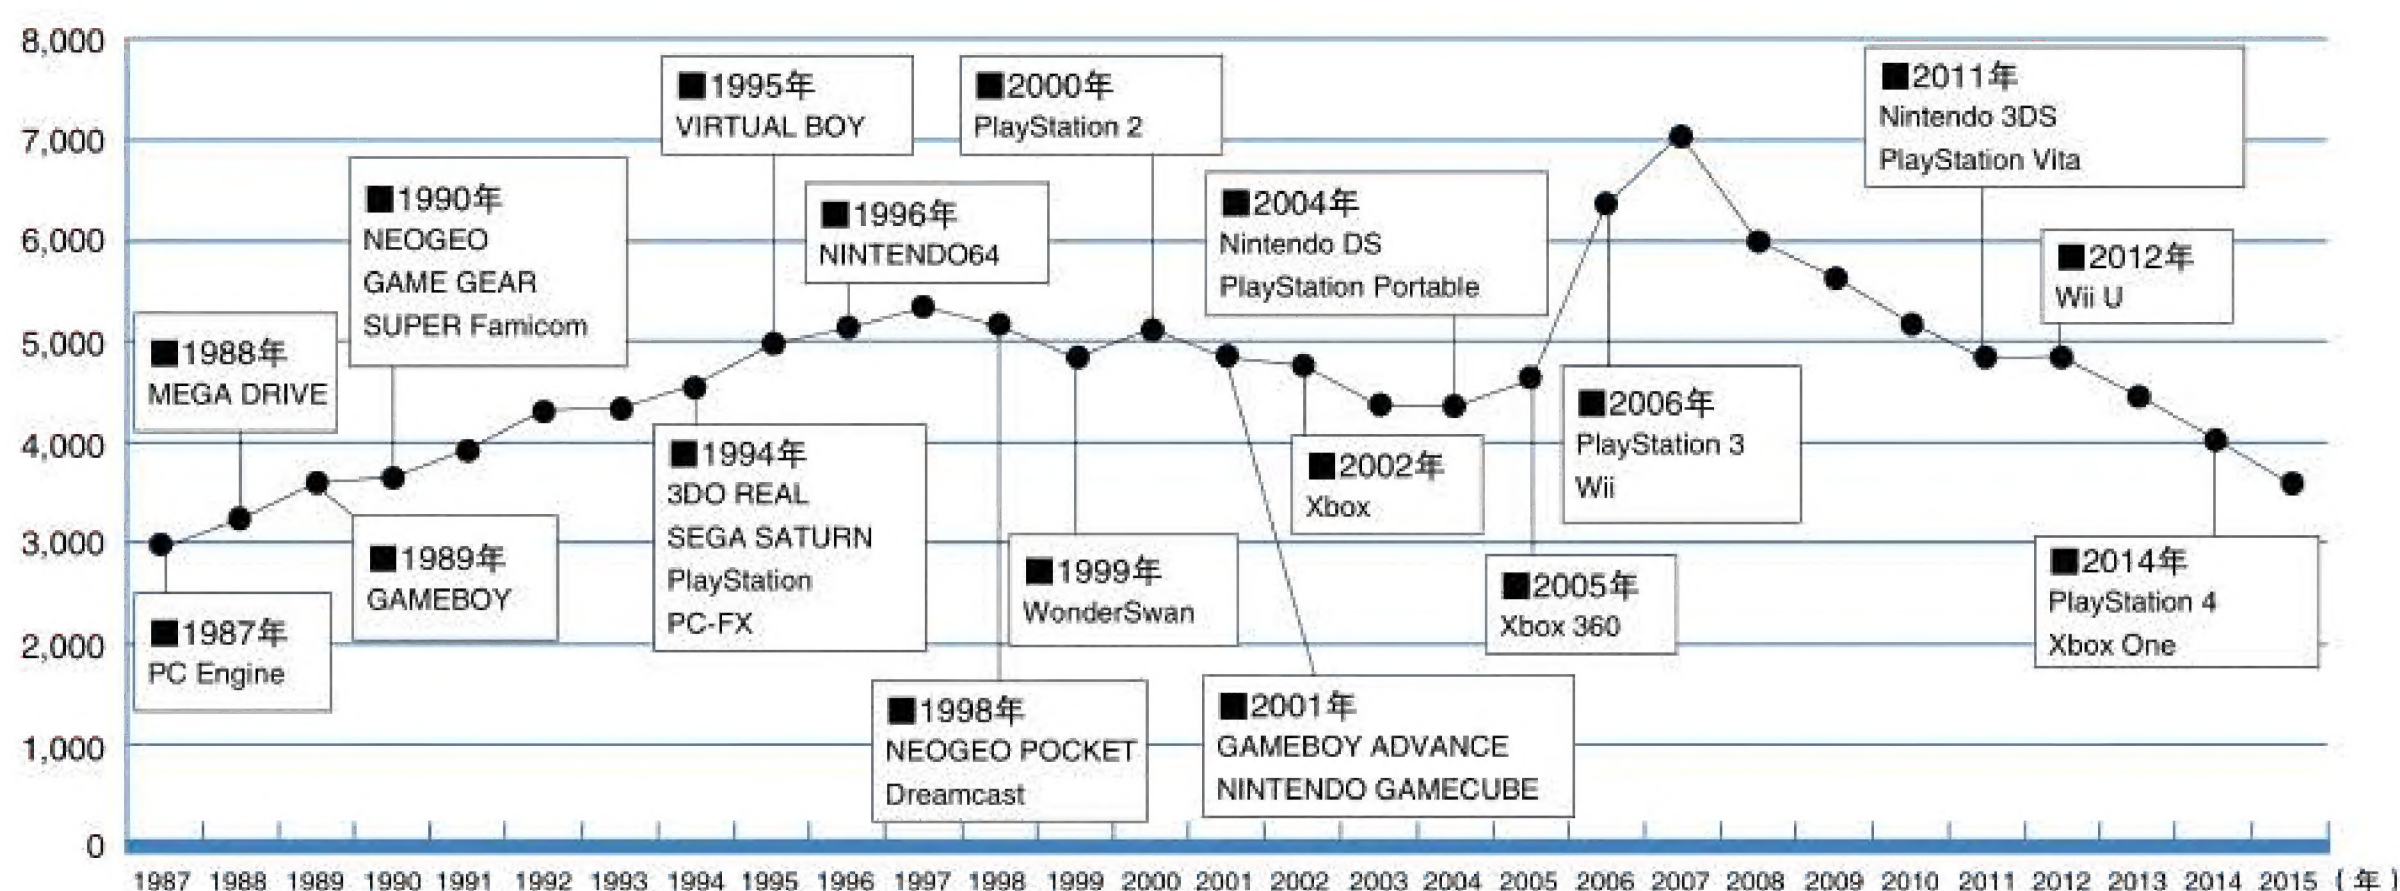 8,000
7,000
6,000
5,000
4,000
3,000
2,000
1,000
0
■1987年
PC Engine
■1988年
MEGA DRIVE
■1989年
GAMEBOY
■1990年
NEOGEO
GAME GEAR
SUPER Famicom
■1994年
3DO REAL
SEGA SATURN
PlayStation
PC-FX
■1995年
VIRTUAL BOY
■1996年
NINTENDO64
■1998年
NEOGEO POCKET
Dreamcast
■1999年
WonderSwan
■2000年
PlayStation 2
■2001年
GAMEBOY ADVANCE
NINTENDO GAMECUBE
■2002年
Xbox
■2004年
Nintendo DS
PlayStation Portable
■2005年
Xbox 360
■2006年
PlayStation 3
Wii
■2011年
Nintendo 3DS
PlayStation Vita
■2012年
Wii U
■2014年
PlayStation 4
Xbox One
1987 1988 1989 1990 1991 1992 1993 1994 1995 1996 1997 1998 1999 2000 2001 2002 2003 2004 2005 2006 2007 2008 2009 2010 2011 2012 2013 2014 2015 (年)